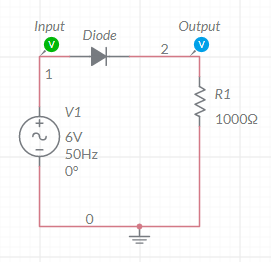 Input
Diode
Output
V
V
2
1
R1
1000Ω
V1
6V
50Hz
0°
0